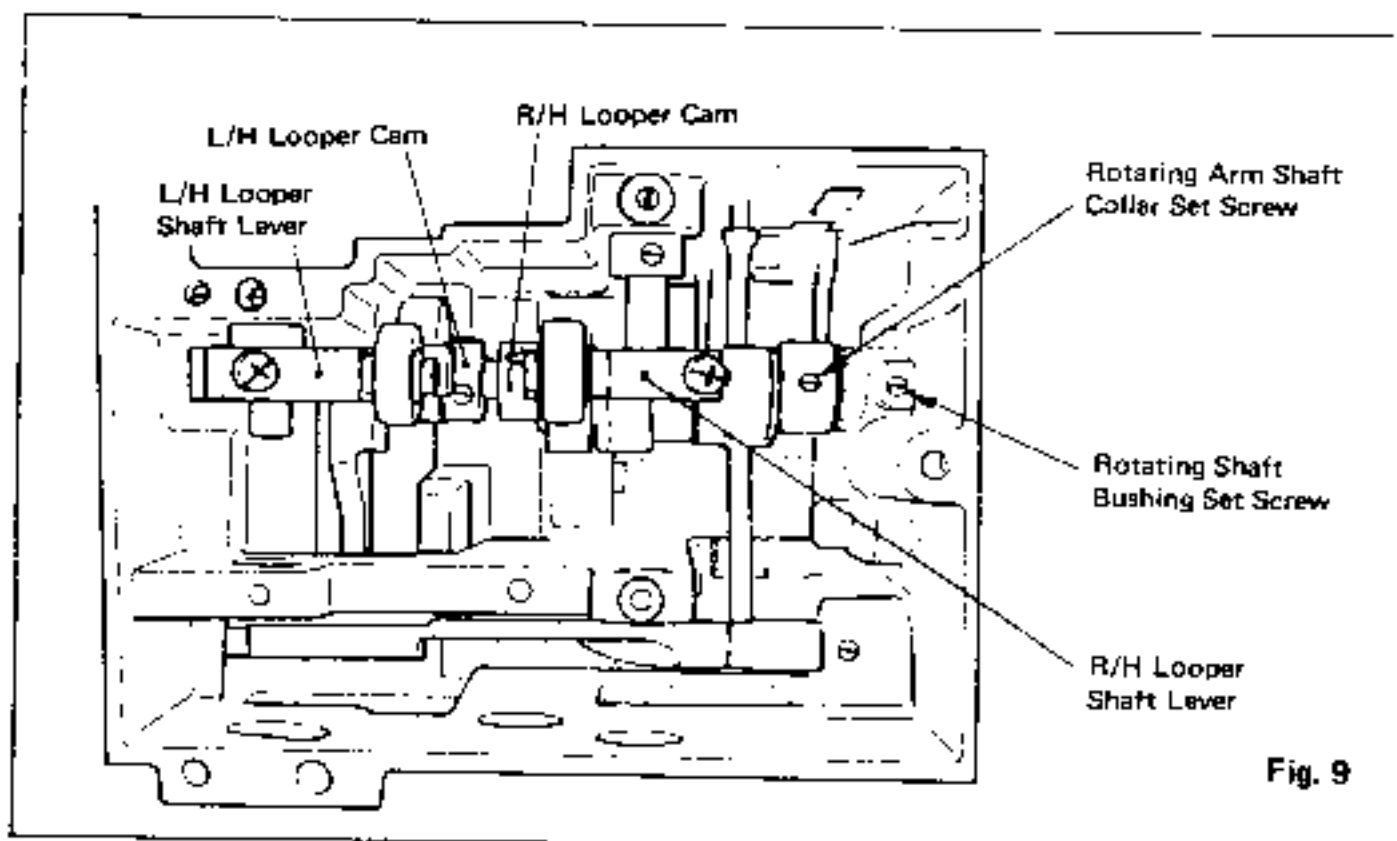 R/H Looper Cam
L/H Looper Cam
L/H Looper
Shaft Lever
Rotaring Arm Shaft
Collar Set Screw
Rotating Shaft
Bushing Set Screw
R/H Looper
Shaft Lever
Fig. 9